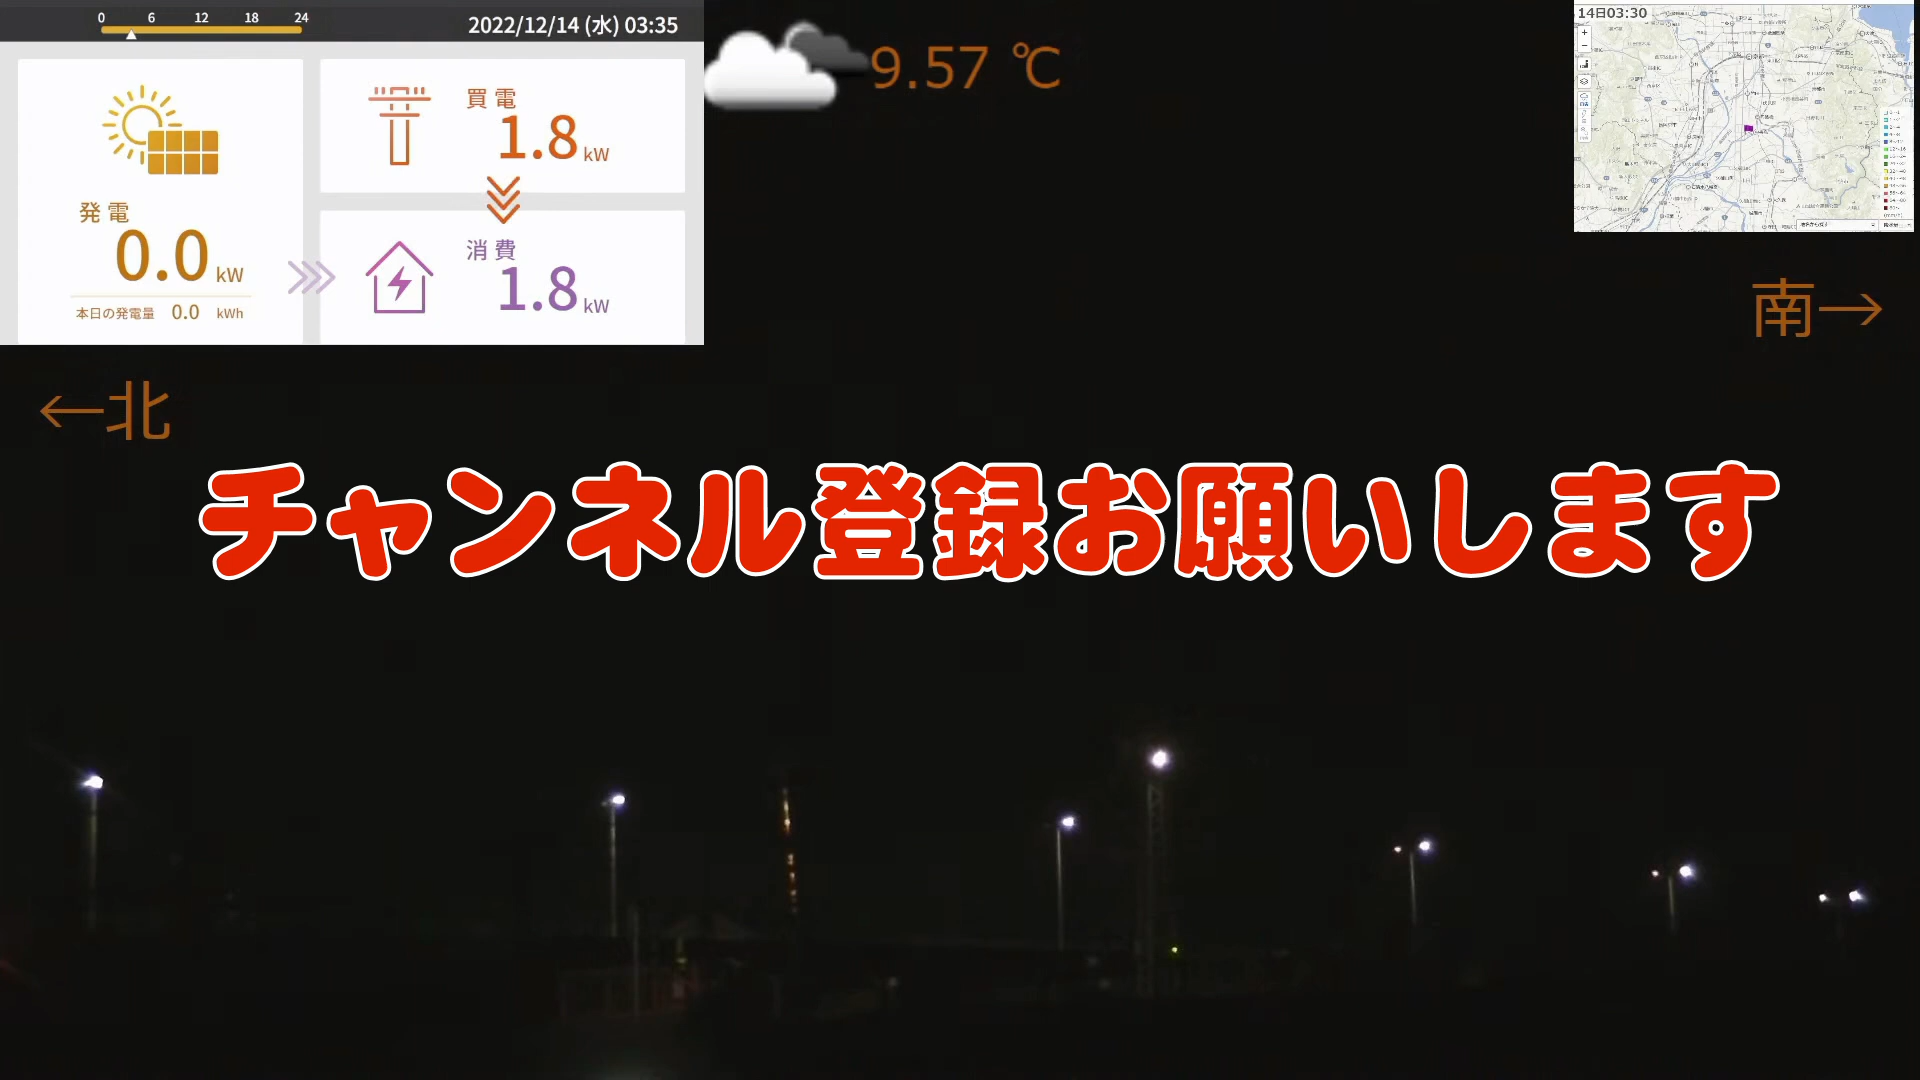 0 6 12 18 24
2022/12/14 (水) 03:35
発電
0.0 kW
本日の発電量 0.0 kWh
買電
1.8 kW
消費
1.8 kW
9.57 ℃
14日03:30
南→
←北
チャンネル登録お願いします